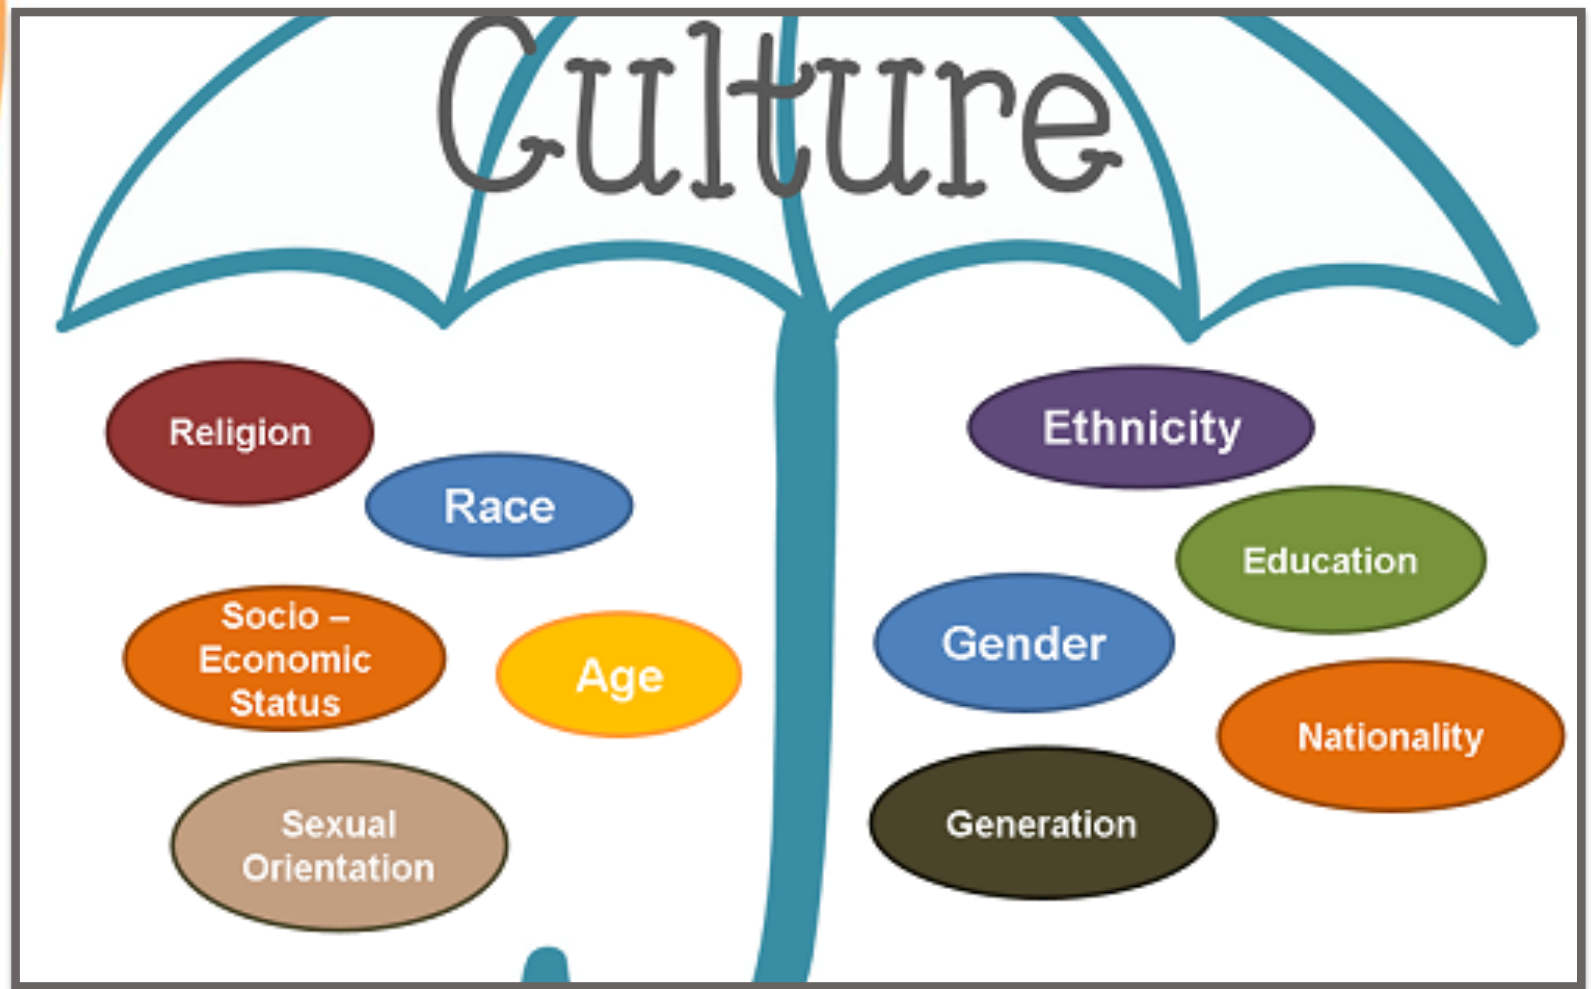 Culture
Religion
Race
Socio –
Economic
Status
Age
Sexual
Orientation
Ethnicity
Education
Gender
Nationality
Generation